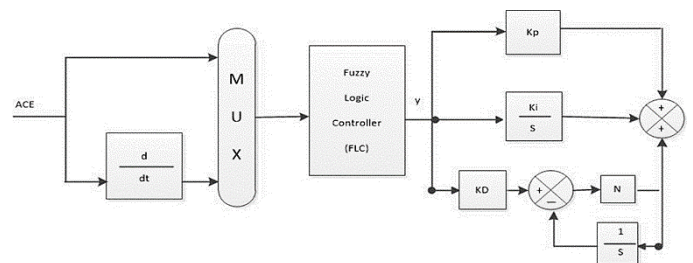 ACE
d
dt
M
U
X
Fuzzy
Logic
Controller
(FLC)
y
Kp
Ki
S
KD
+
−
N
1
S
+
+